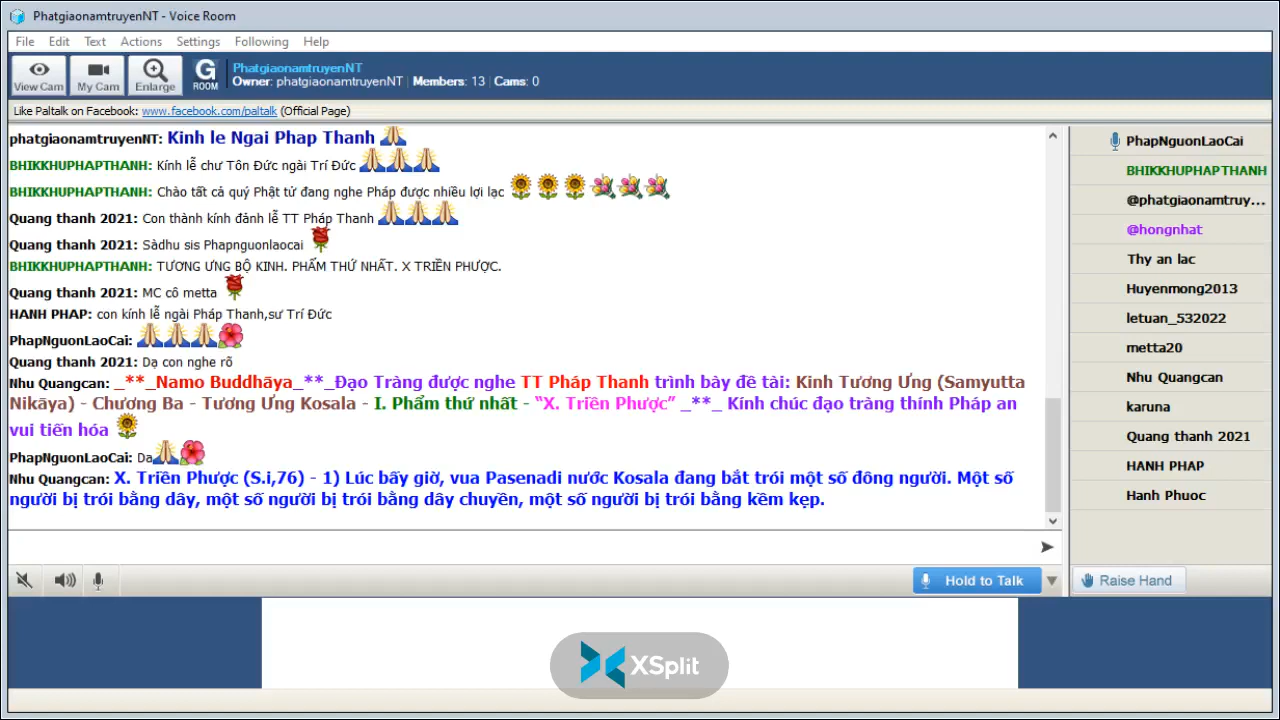 PhatgiaonamtruyenNT - Voice Room
File Edit Text Actions Settings Following Help
View Cam My Cam Enlarge G ROOM
PhatgiaonamtruyenNT
Owner: phatgiaonamtruyenNT | Members: 13 | Cams: 0
Like Paltalk on Facebook: www.facebook.com/paltalk (Official Page)
phatgiaonamtruyenNT: Kinh le Ngai Phap Thanh
BHIKKHUPHAPTHANH: Kính lễ chư Tôn Đức ngài Trí Đức
BHIKKHUPHAPTHANH: Chào tất cả quý Phật tử đang nghe Pháp được nhiều lợi lạc
Quang thanh 2021: Con thành kính đảnh lễ TT Pháp Thanh
Quang thanh 2021: Sàdhu sis Phapnguonlaocai
BHIKKHUPHAPTHANH: TƯƠNG ƯNG BỘ KINH. PHẨM THỨ NHẤT. X TRIỀN PHƯỢC.
Quang thanh 2021: MC cô metta
HANH PHAP: con kính lễ ngài Pháp Thanh,sư Trí Đức
PhapNguonLaoCai:
Quang thanh 2021: Dạ con nghe rõ
Nhu Quangcan: _**_Namo Buddhāya_**_Đạo Tràng được nghe TT Pháp Thanh trình bày đề tài: Kinh Tương Ưng (Samyutta
Nikāya) - Chương Ba - Tương Ưng Kosala - I. Phẩm thứ nhất - “X. Triền Phược” _**_ Kính chúc đạo tràng thính Pháp an
vui tiến hóa
PhapNguonLaoCai: Da
Nhu Quangcan: X. Triền Phược (S.i,76) - 1) Lúc bấy giờ, vua Pasenadi nước Kosala đang bắt trói một số đông người. Một số
người bị trói bằng dây, một số người bị trói bằng dây chuyền, một số người bị trói bằng kềm kẹp.
PhapNguonLaoCai
BHIKKHUPHAPTHANH
@phatgiaonamtruy...
@hongnhat
Thy an lac
Huyenmong2013
letuan_532022
metta20
Nhu Quangcan
karuna
Quang thanh 2021
HANH PHAP
Hanh Phuoc
Hold to Talk
Raise Hand
XSplit